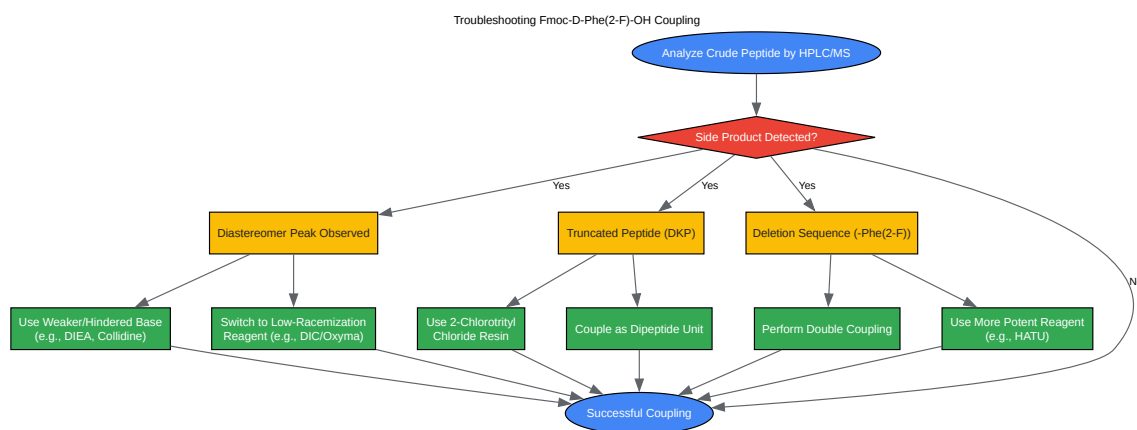 Troubleshooting Fmoc-D-Phe(2-F)-OH Coupling
Analyze Crude Peptide by HPLC/MS
Side Product Detected?
Yes
Yes
Yes
Diastereomer Peak Observed
Truncated Peptide (DKP)
Deletion Sequence (-Phe(2-F))
N
Use Weaker/Hindered Base
(e.g., DIEA, Collidine)
Switch to Low-Racemization
Reagent (e.g., DIC/Oxyma)
Use 2-Chlorotrityl
Chloride Resin
Couple as Dipeptide Unit
Perform Double Coupling
Use More Potent Reagent
(e.g., HATU)
Successful Coupling